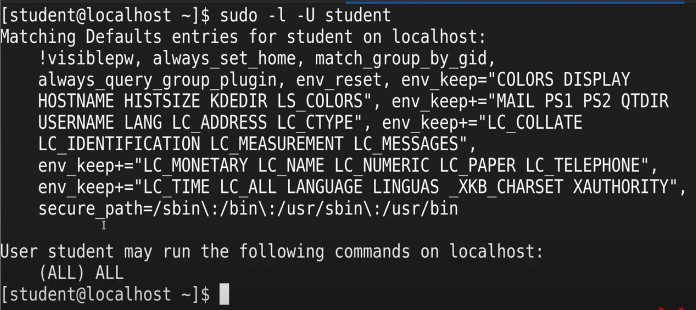 [student@localhost ~]$ sudo -l -U student
Matching Defaults entries for student on localhost:
    !visiblepw, always_set_home, match_group_by_gid,
    always_query_group_plugin, env_reset, env_keep="COLORS DISPLAY
    HOSTNAME HISTSIZE KDEDIR LS_COLORS", env_keep+="MAIL PS1 PS2 QTDIR
    USERNAME LANG LC_ADDRESS LC_CTYPE", env_keep+="LC_COLLATE
    LC_IDENTIFICATION LC_MEASUREMENT LC_MESSAGES",
    env_keep+="LC_MONETARY LC_NAME LC_NUMERIC LC_PAPER LC_TELEPHONE",
    env_keep+="LC_TIME LC_ALL LANGUAGE LINGUAS _XKB_CHARSET XAUTHORITY",
    secure_path=/sbin\:/bin\:/usr/sbin\:/usr/bin

User student may run the following commands on localhost:
    (ALL) ALL
[student@localhost ~]$